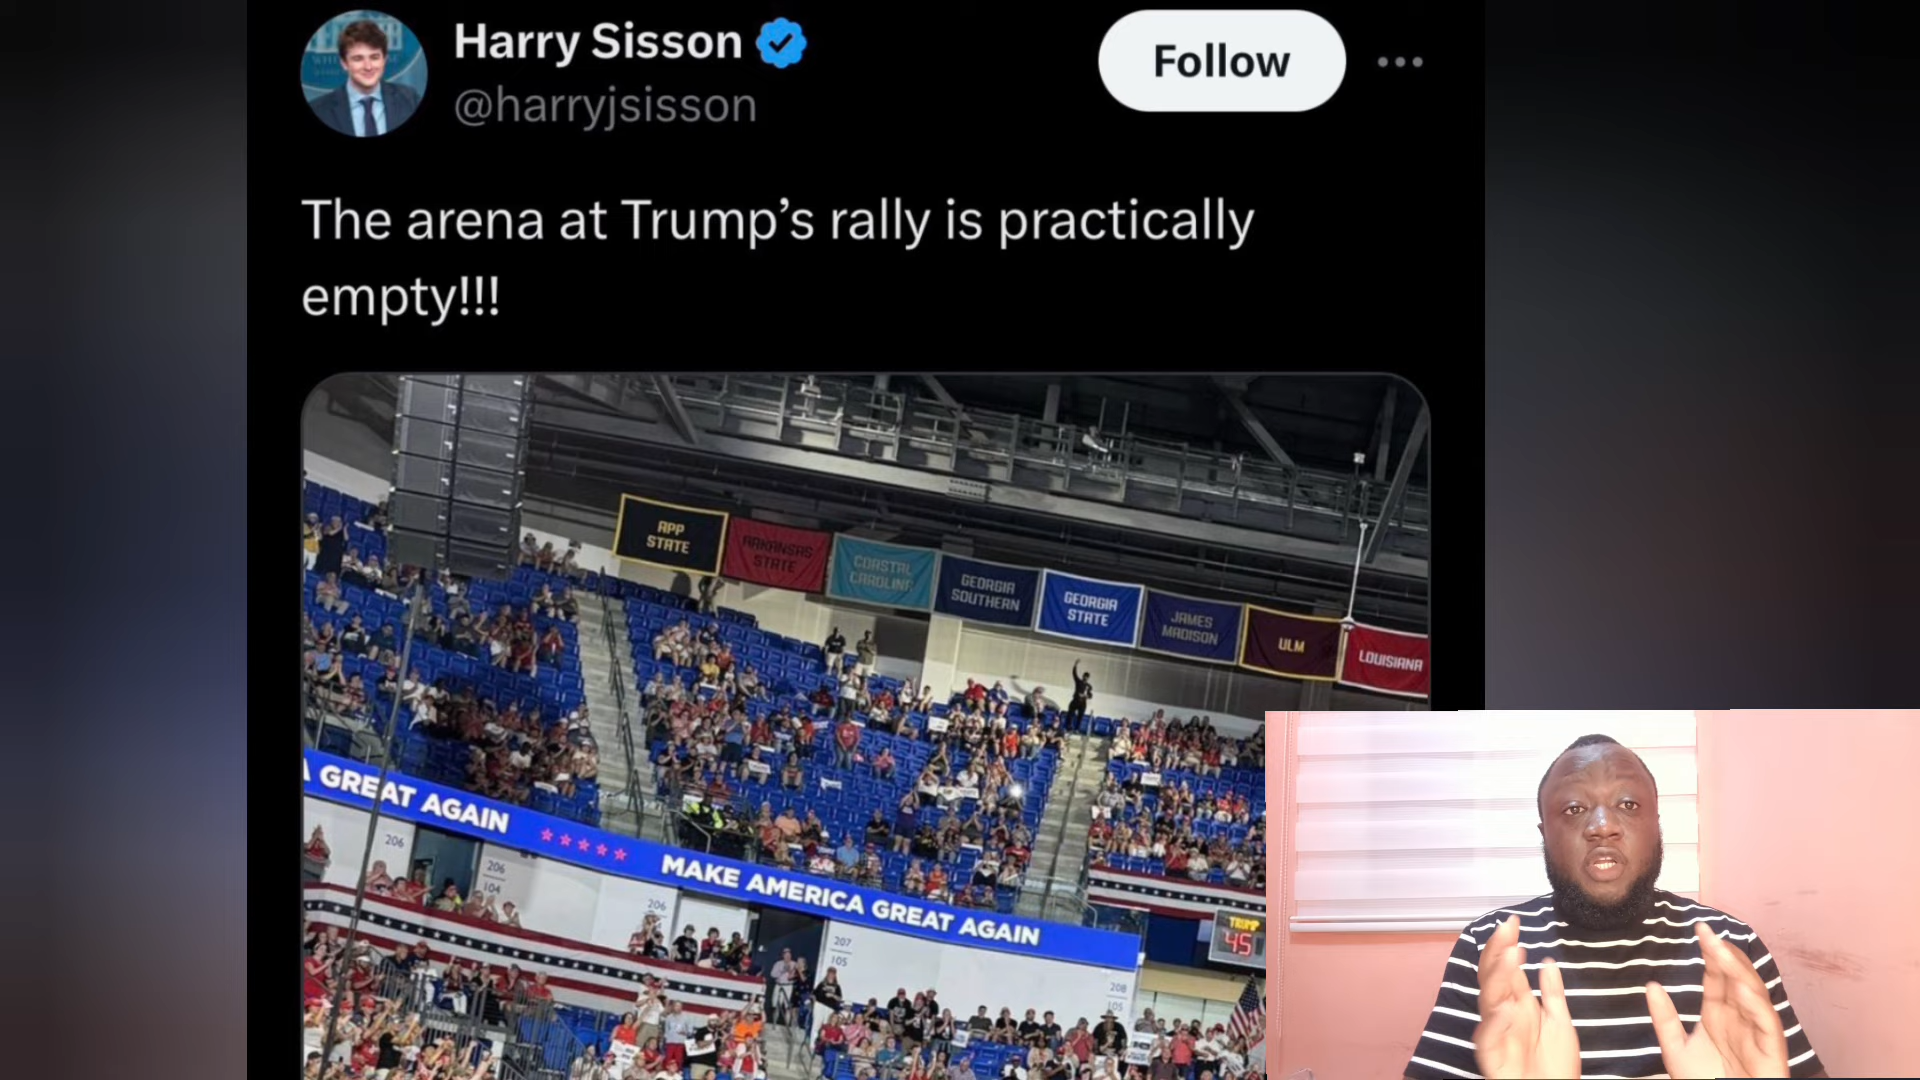 Harry Sisson
@harryjsisson
Follow
The arena at Trump’s rally is practically
empty!!!
APP
STATE
ARKANSAS
STATE
COASTAL
CAROLINA
GEORGIA
SOUTHERN
GEORGIA
STATE
JAMES
MADISON
ULM
LOUISIANA
GREAT AGAIN
MAKE AMERICA GREAT AGAIN
206
206
104
206
207
105
208
105
TRUMP
45